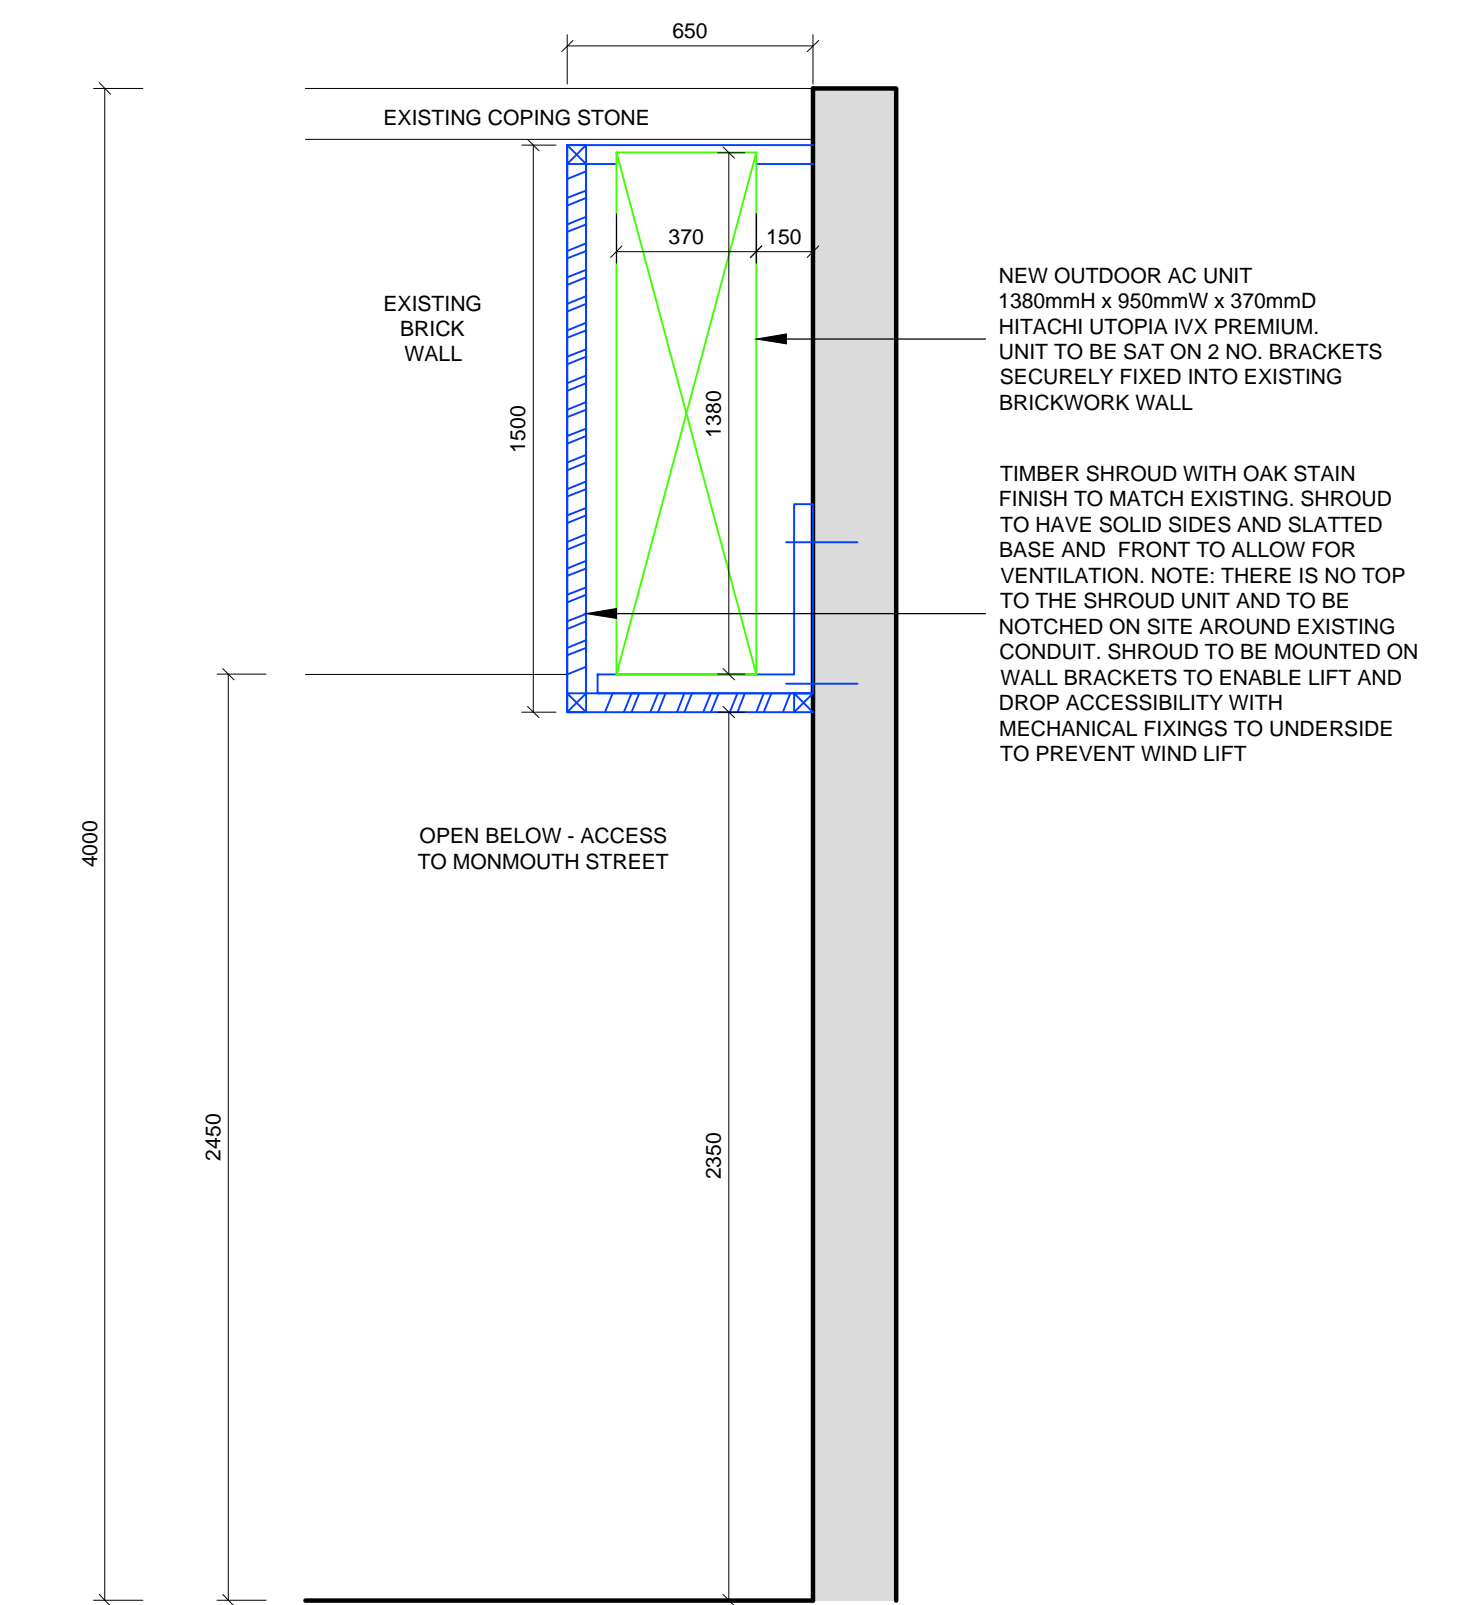 650
EXISTING COPING STONE
370
150
EXISTING
BRICK
WALL
1500
1380
NEW OUTDOOR AC UNIT
1380mmH x 950mmW x 370mmD
HITACHI UTOPIA IVX PREMIUM.
UNIT TO BE SAT ON 2 NO. BRACKETS
SECURELY FIXED INTO EXISTING
BRICKWORK WALL
TIMBER SHROUD WITH OAK STAIN
FINISH TO MATCH EXISTING. SHROUD
TO HAVE SOLID SIDES AND SLATTED
BASE AND FRONT TO ALLOW FOR
VENTILATION. NOTE: THERE IS NO TOP
TO THE SHROUD UNIT AND TO BE
NOTCHED ON SITE AROUND EXISTING
CONDUIT. SHROUD TO BE MOUNTED ON
WALL BRACKETS TO ENABLE LIFT AND
DROP ACCESSIBILITY WITH
MECHANICAL FIXINGS TO UNDERSIDE
TO PREVENT WIND LIFT
OPEN BELOW - ACCESS
TO MONMOUTH STREET
4000
2450
2350